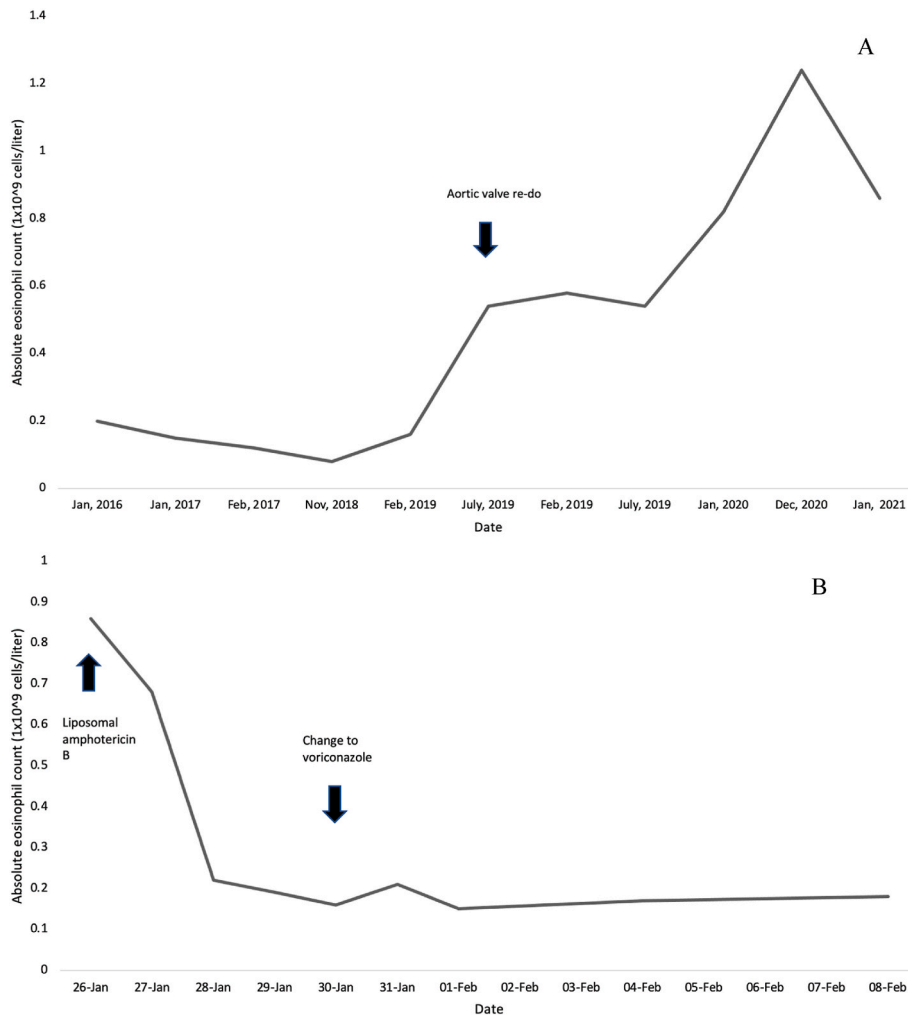 1.4
A
1.2
1
Aortic valve re-do
0.8
0.6
0.4
0.2
0
Absolute eosinophil count (1x10^9 cells/liter)
Jan, 2016 Jan, 2017 Feb, 2017 Nov, 2018 Feb, 2019 July, 2019 Feb, 2019 July, 2019 Jan, 2020 Dec, 2020 Jan, 2021
Date
1
B
0.9
0.8
0.7
Liposomal
amphotericin
B
0.6
Change to
voriconazole
0.5
0.4
0.3
0.2
0.1
0
Absolute eosinophil count (1x10^9 cells/liter)
26-Jan 27-Jan 28-Jan 29-Jan 30-Jan 31-Jan 01-Feb 02-Feb 03-Feb 04-Feb 05-Feb 06-Feb 07-Feb 08-Feb
Date